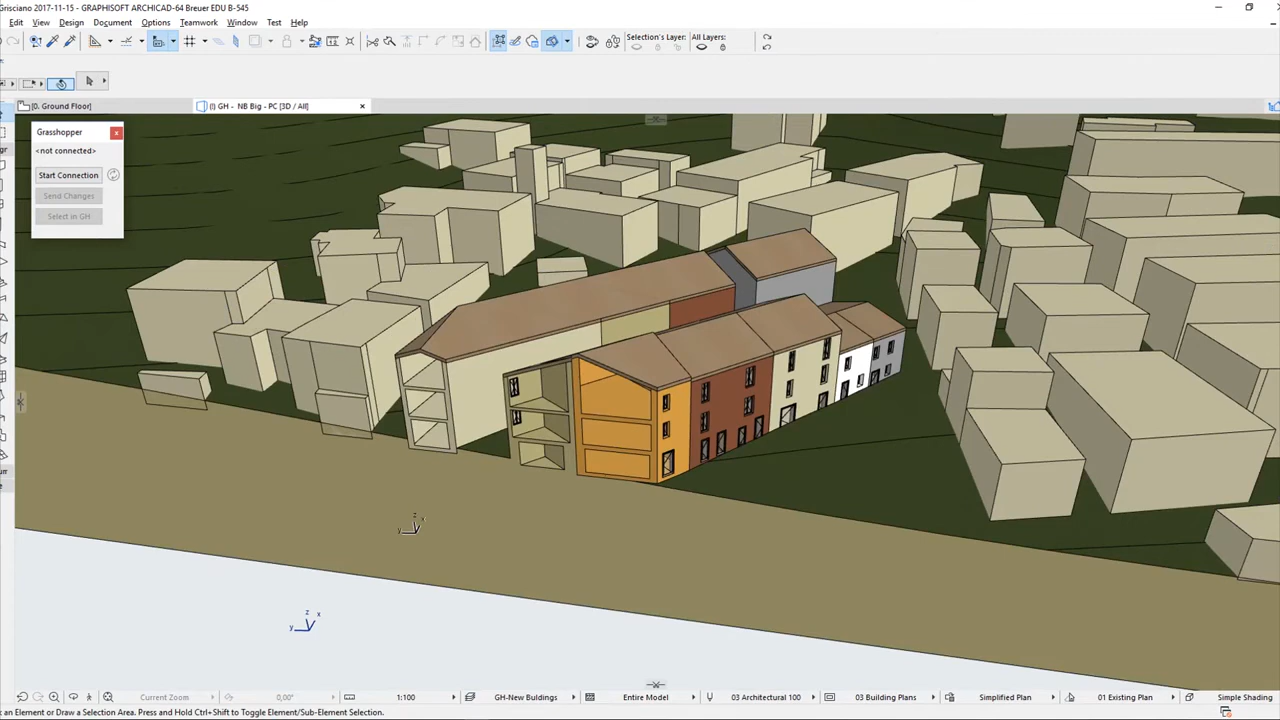 Grisciano 2017-11-15 - GRAPHISOFT ARCHICAD-64 Breuer EDU B-545
Edit View Design Document Options Teamwork Window Test Help
Selection's Layer: All Layers:
[0. Ground Floor] (!) GH - NB Big - PC [3D / All]
Grasshopper
<not connected>
Start Connection
Send Changes
Select in GH
z
x
y
z
x
y
Current Zoom 0,00° 1:100 GH-New Buldings Entire Model 03 Architectural 100 03 Building Plans Simplified Plan 01 Existing Plan Simple Shading
an Element or Draw a Selection Area. Press and Hold Ctrl+Shift to Toggle Element/Sub-Element Selection.